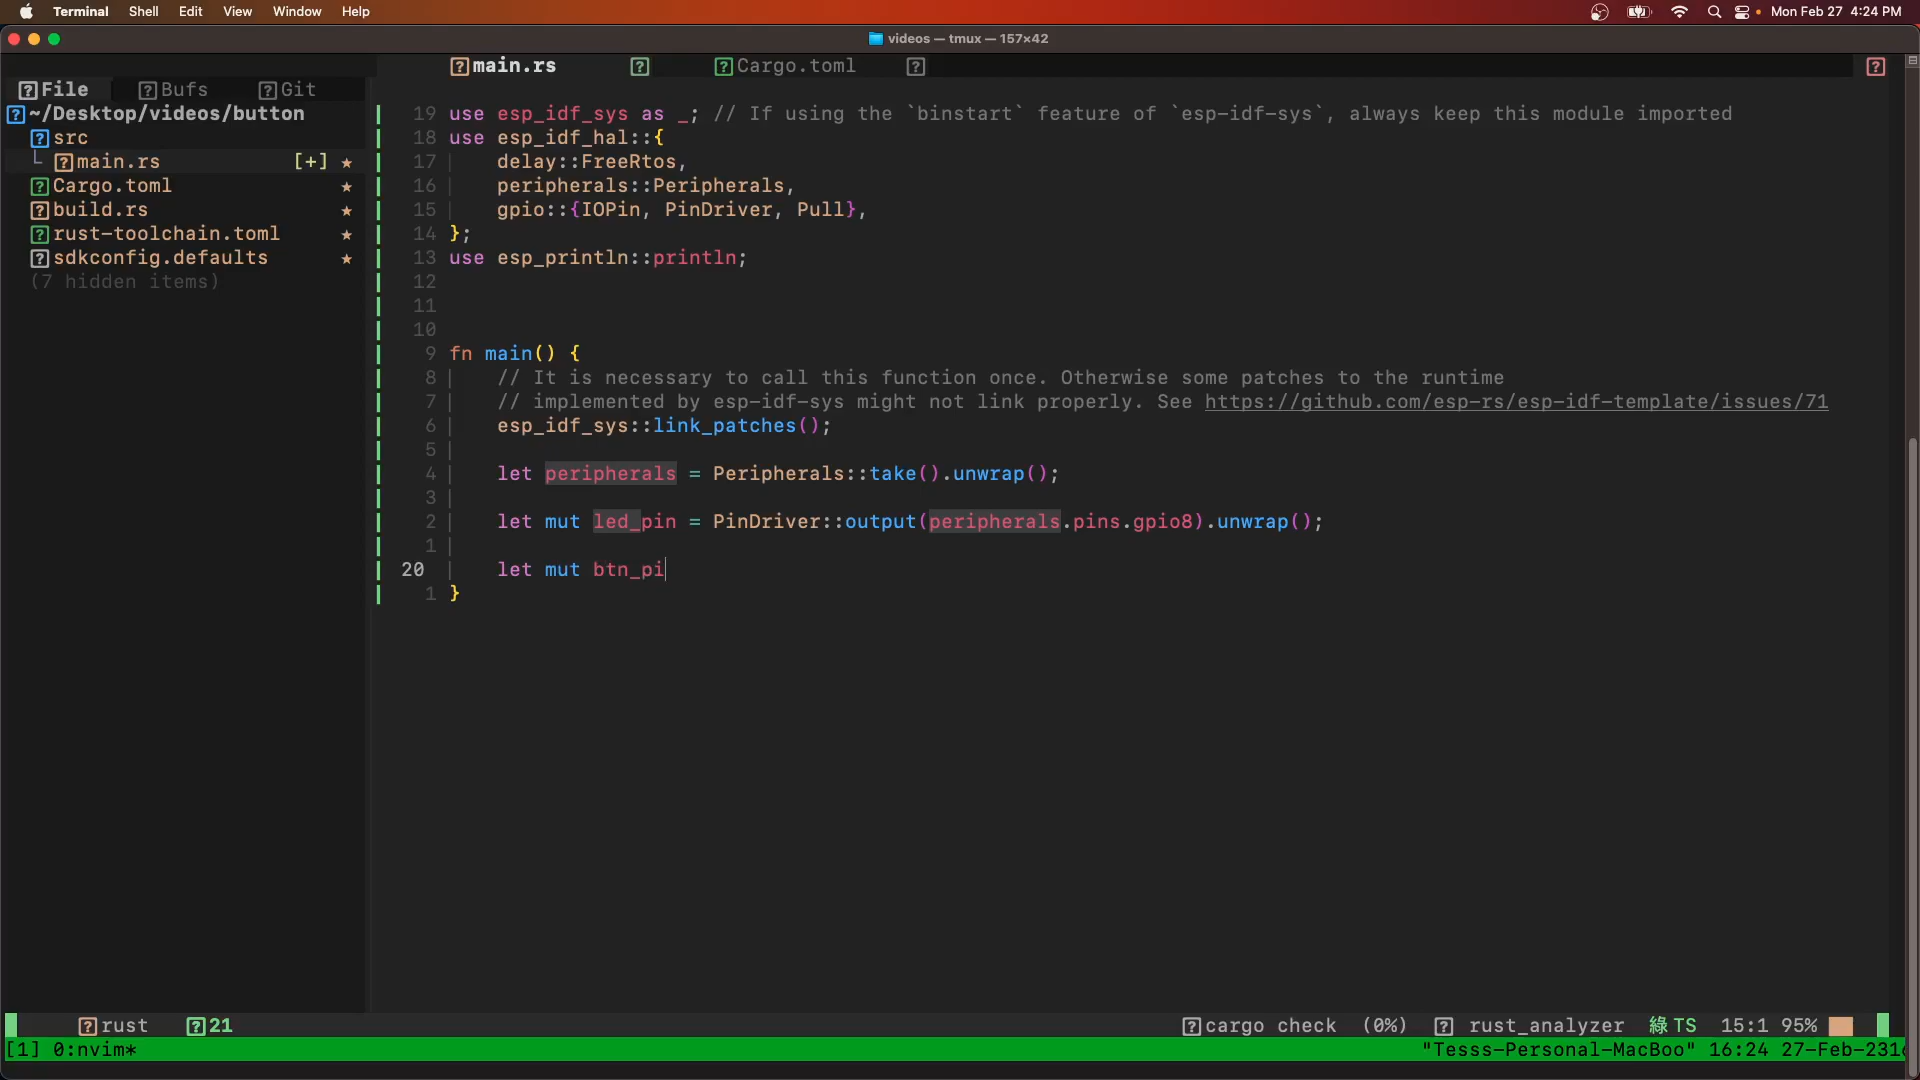 Terminal Shell Edit View Window Help Mon Feb 27 4:24 PM
videos — tmux — 157×42
main.rs Cargo.toml
File Bufs Git
~/Desktop/videos/button
src
main.rs [+] ★
Cargo.toml ★
build.rs ★
rust-toolchain.toml ★
sdkconfig.defaults ★
(7 hidden items)
19 use esp_idf_sys as _; // If using the `binstart` feature of `esp-idf-sys`, always keep this module imported
18 use esp_idf_hal::{
17 delay::FreeRtos,
16 peripherals::Peripherals,
15 gpio::{IOPin, PinDriver, Pull},
14 };
13 use esp_println::println;
12
11
10
9 fn main() {
8 // It is necessary to call this function once. Otherwise some patches to the runtime
7 // implemented by esp-idf-sys might not link properly. See https://github.com/esp-rs/esp-idf-template/issues/71
6 esp_idf_sys::link_patches();
5
4 let peripherals = Peripherals::take().unwrap();
3
2 let mut led_pin = PinDriver::output(peripherals.pins.gpio8).unwrap();
1
20 let mut btn_pi
1 }
rust 21 cargo check (0%) rust_analyzer 綠 TS 15:1 95%
[1] 0:nvim* "Tesss-Personal-MacBoo" 16:24 27-Feb-231